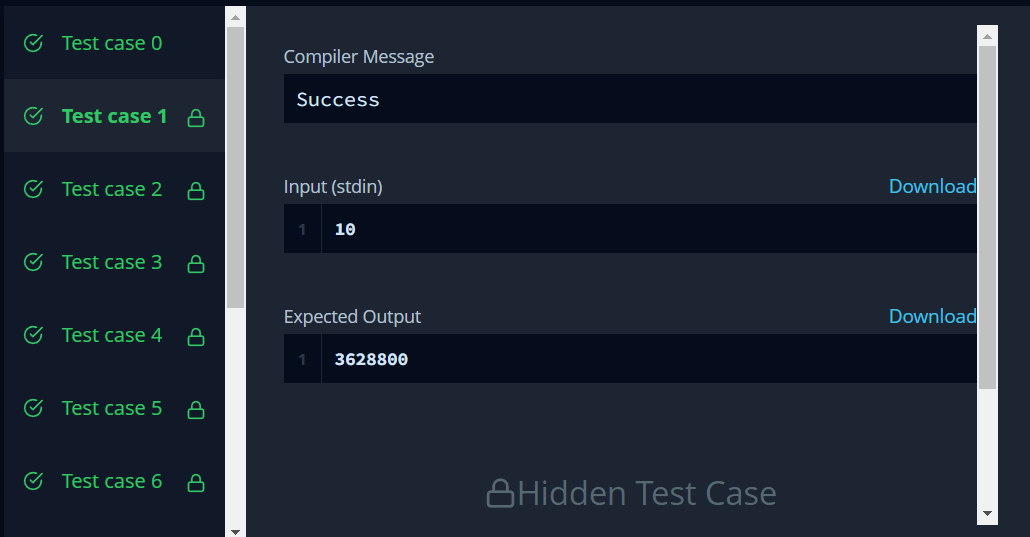 Test case 0
Test case 1
Test case 2
Test case 3
Test case 4
Test case 5
Test case 6
Compiler Message
Success
Input (stdin)
Download
1
10
Expected Output
Download
1
3628800
Hidden Test Case